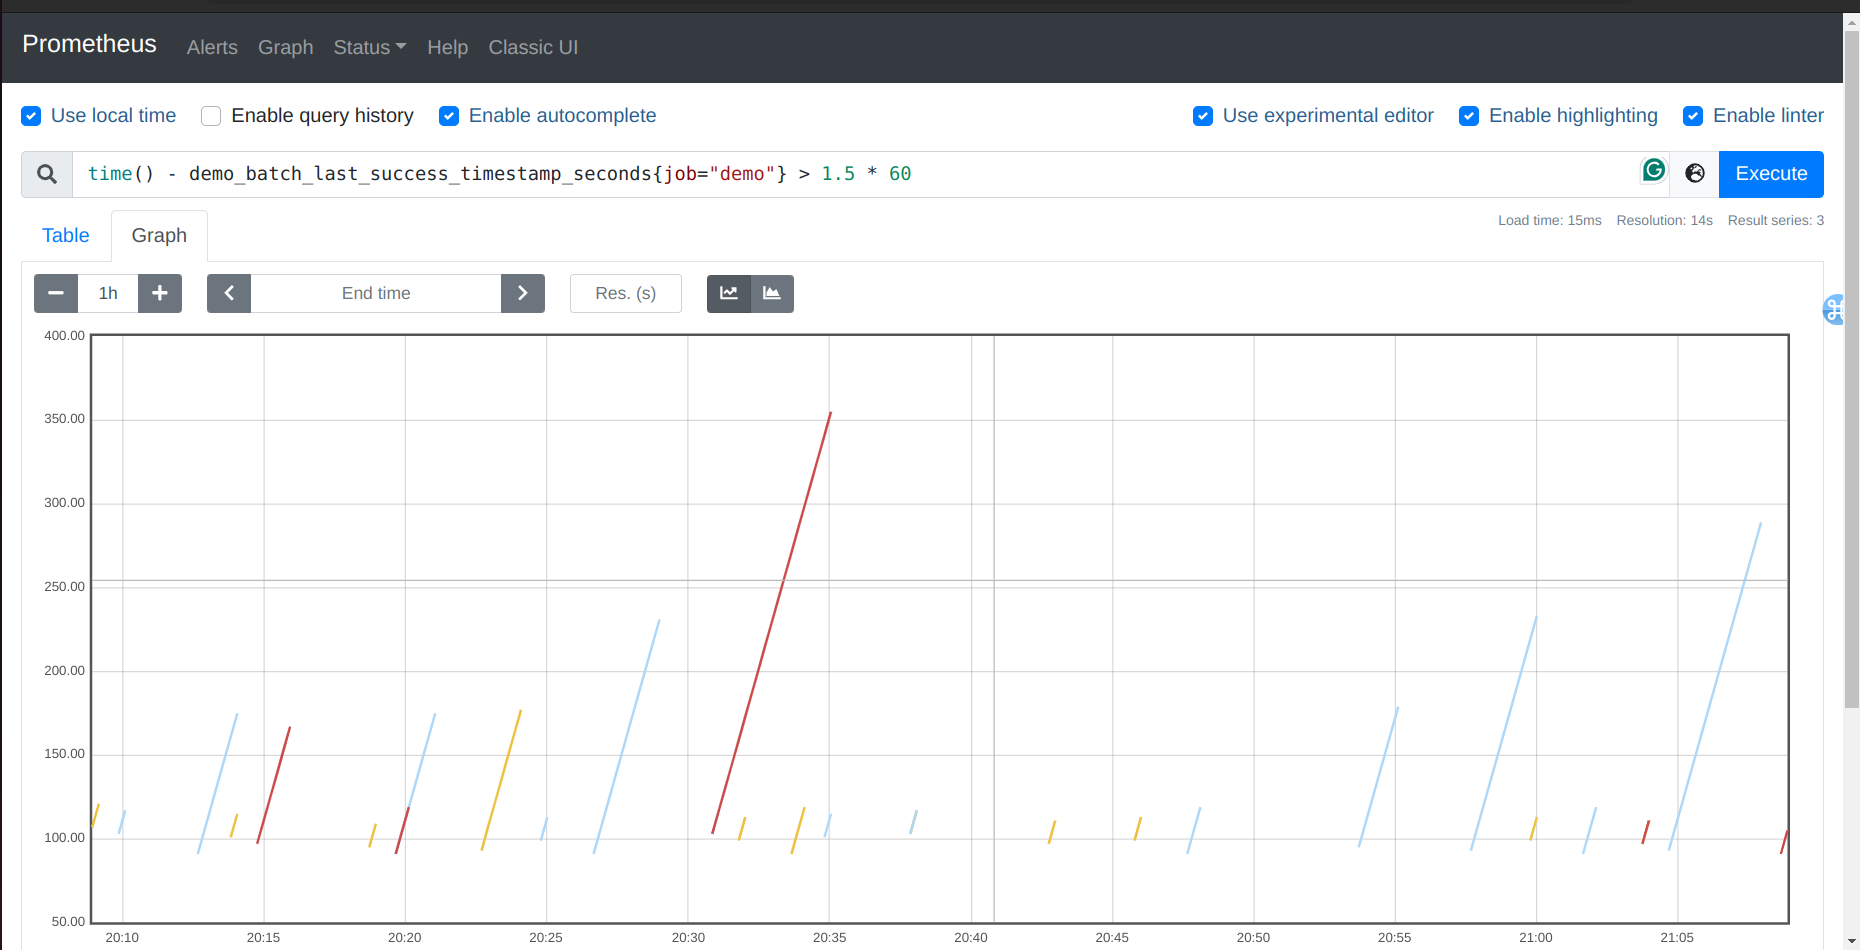 Prometheus Alerts Graph Status Help Classic UI
Use local time Enable query history Enable autocomplete Use experimental editor Enable highlighting Enable linter
time() - demo_batch_last_success_timestamp_seconds{job="demo"} > 1.5 * 60 Execute
Load time: 15ms Resolution: 14s Result series: 3
Table Graph
1h End time Res. (s)
400.00
350.00
300.00
250.00
200.00
150.00
100.00
50.00
20:10 20:15 20:20 20:25 20:30 20:35 20:40 20:45 20:50 20:55 21:00 21:05